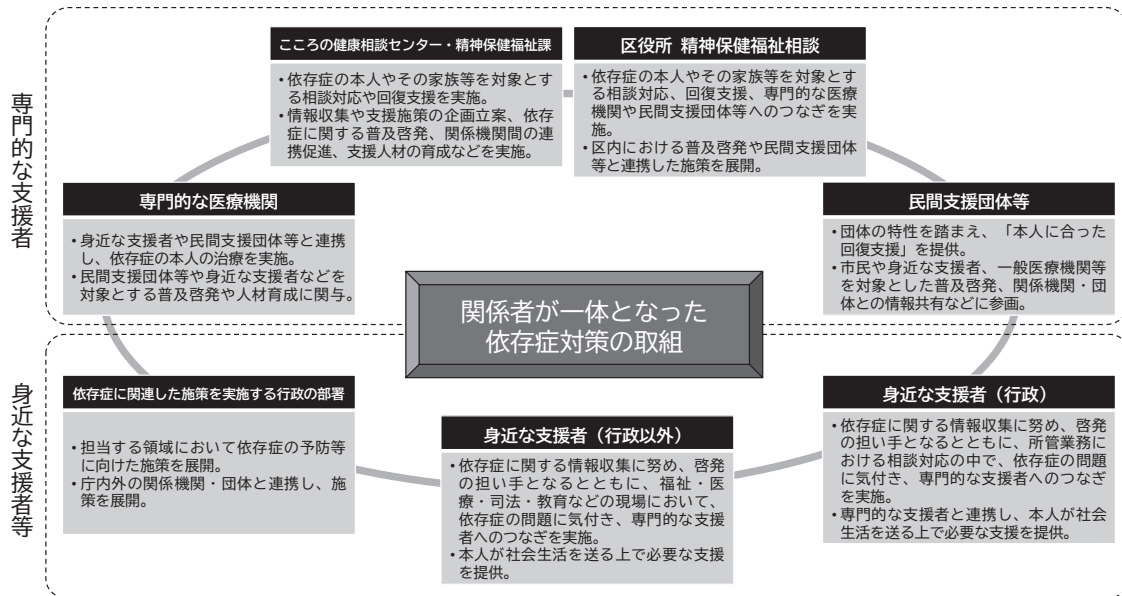 専門的な支援者
こころの健康相談センター・精神保健福祉課
・依存症の本人やその家族等を対象とす
る相談対応や回復支援を実施。
・情報収集や支援施策の企画立案、依存
症に関する普及啓発、関係機関間の連
携促進、支援人材の育成などを実施。
区役所 精神保健福祉相談
・依存症の本人やその家族等を対象とす
る相談対応、回復支援、専門的な医療
機関や民間支援団体等へのつなぎを実
施。
・区内における普及啓発や民間支援団体
等と連携した施策を展開。
専門的な医療機関
・身近な支援者や民間支援団体等と連携
し、依存症の本人の治療を実施。
・民間支援団体等や身近な支援者などを
対象とする普及啓発や人材育成に関与。
民間支援団体等
・団体の特性を踏まえ、「本人に合った
回復支援」を提供。
・市民や身近な支援者、一般医療機関等
を対象とした普及啓発、関係機関・団
体との情報共有などに参画。
関係者が一体となった
依存症対策の取組
身近な支援者等
依存症に関連した施策を実施する行政の部署
・担当する領域において依存症の予防等
に向けた施策を展開。
・庁内外の関係機関・団体と連携し、施
策を展開。
身近な支援者（行政以外）
・依存症に関する情報収集に努め、啓発
の担い手となるとともに、福祉・医
療・司法・教育などの現場において、
依存症の問題に気付き、専門的な支援
者へのつなぎを実施。
・本人が社会生活を送る上で必要な支援
を提供。
身近な支援者（行政）
・依存症に関する情報収集に努め、啓発
の担い手となるとともに、所管業務に
おける相談対応の中で、依存症の問題
に気付き、専門的な支援者へのつなぎ
を実施。
・専門的な支援者と連携し、本人が社会
生活を送る上で必要な支援を提供。